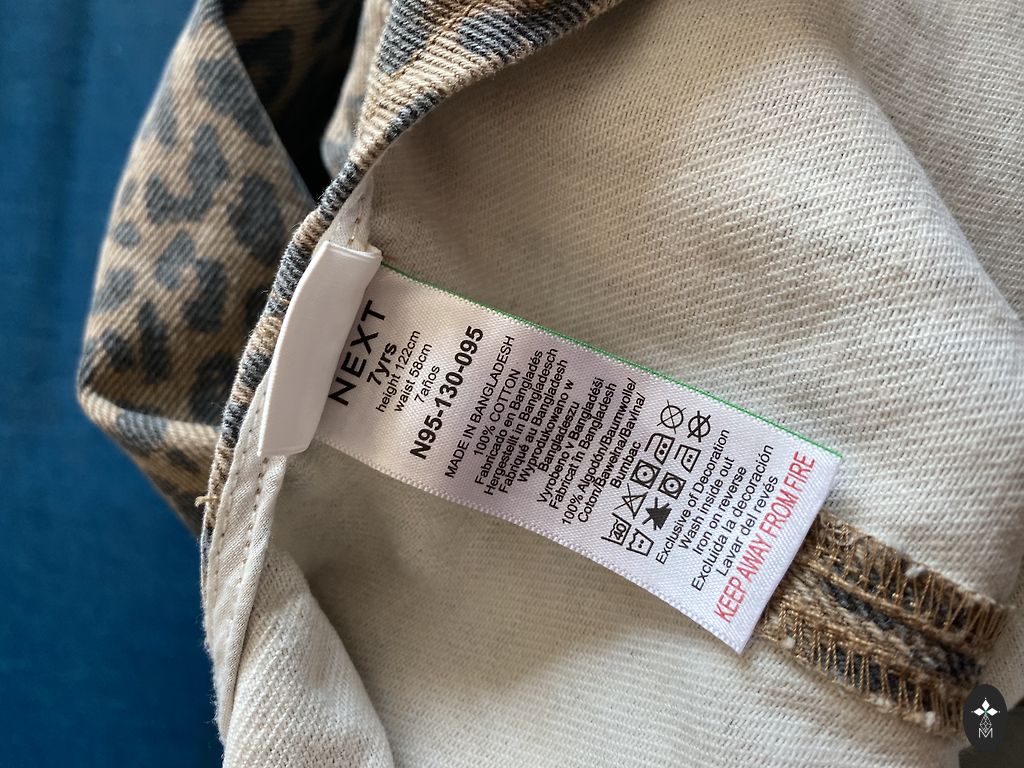 NEXT
7yrs
height 122cm
waist 58cm
7años
N95-130-095
MADE IN BANGLADESH
100% COTTON
Fabricado en Bangladés
Hergestellt in Bangladesch
Fabriqué au Bangladesh
Wyprodukowano w
Bangladeszu
Vyrobeno V Bangladéši
Fabricat în Bangladesh
100% Algodón/Baumwolle/
Coton/Bawełna/Bavlna/
Bumbac
40
Exclusive of Decoration
Wash inside out
Iron on reverse
Excluida la decoración
Lavar del revés
KEEP AWAY FROM FIRE